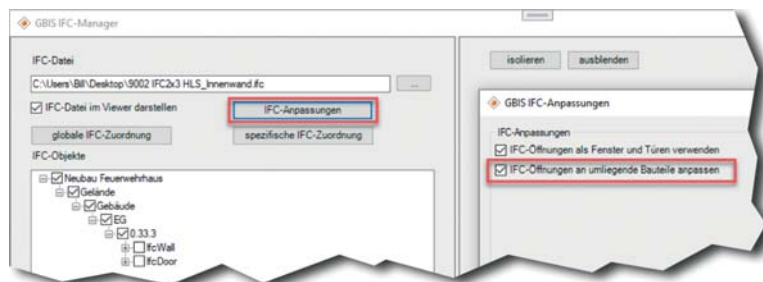 GBIS IFC-Manager
IFC-Datei
C:\Users\Bill\Desktop\9002 IFC2x3 HLS_Innenwand.ifc
...
IFC-Datei im Viewer darstellen
IFC-Anpassungen
globale IFC-Zuordnung
spezifische IFC-Zuordnung
IFC-Objekte
Neubau Feuerwehrhaus
Gelände
Gebäude
EG
0.33.3
IfcWall
IfcDoor
isolieren
ausblenden
GBIS IFC-Anpassungen
IFC-Anpassungen
IFC-Öffnungen als Fenster und Türen verwenden
IFC-Öffnungen an umliegende Bauteile anpassen